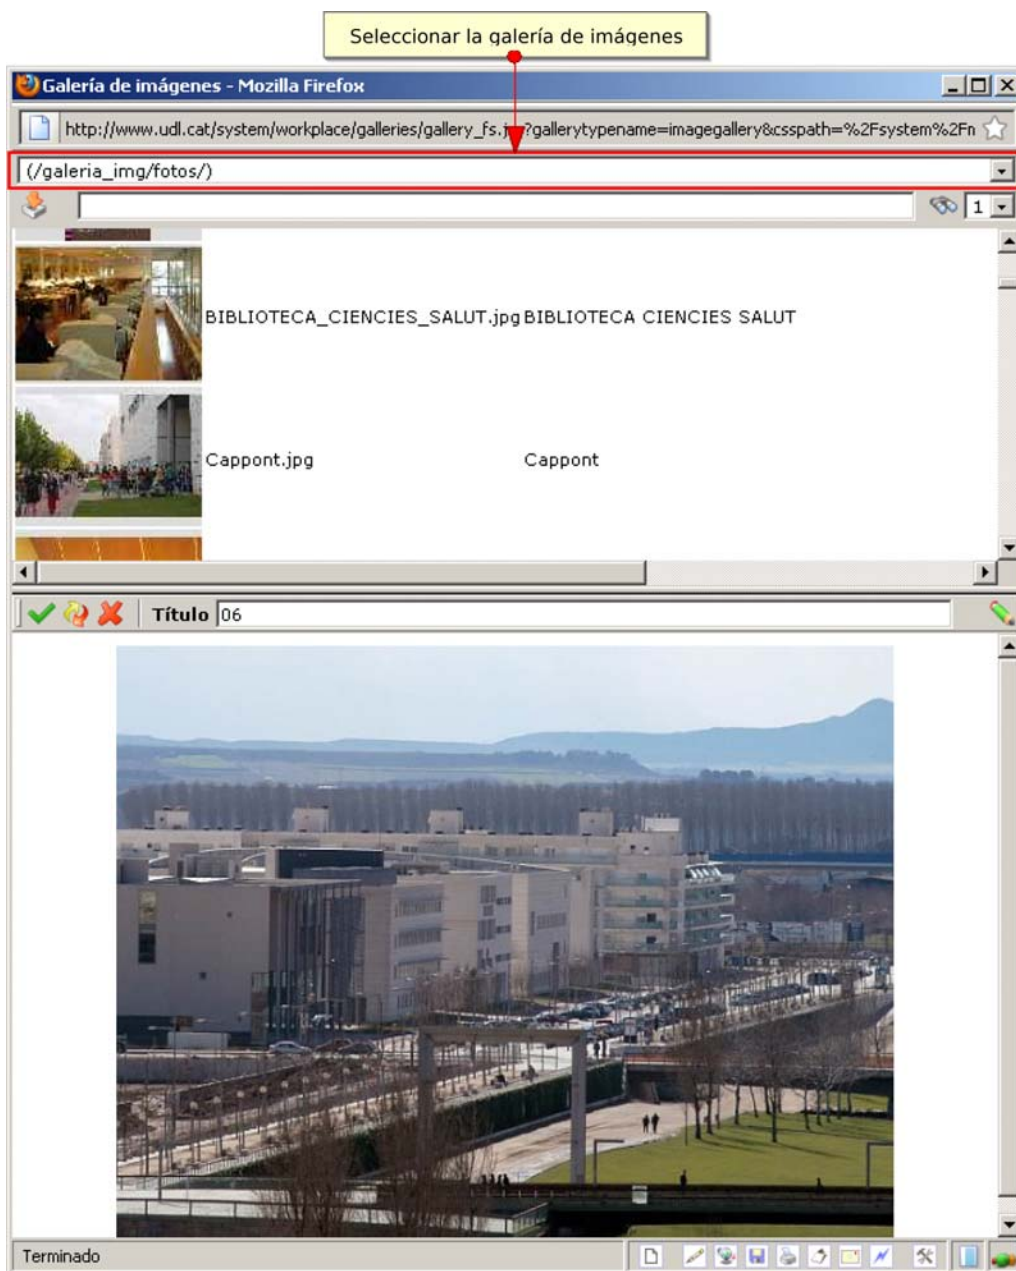 Seleccionar la galería de imágenes
Galería de imágenes - Mozilla Firefox
http://www.udl.cat/system/workplace/galleries/gallery_fs.j ?gallerytypename=imagegallery&csspath=%2Fsystem%2Fn
(/galeria_img/fotos/)
1
BIBLIOTECA_CIENCIES_SALUT.jpg BIBLIOTECA CIENCIES SALUT
Cappont.jpg Cappont
Título 06
Terminado